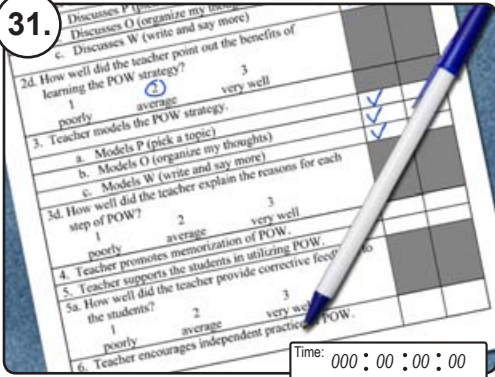 31.
Discusses P (pick
Discusses O (organize my thoughts)
c. Discusses W (write and say more)
2d. How well did the teacher point out the benefits of
learning the POW strategy?
1 2 3
poorly average very well
3. Teacher models the POW strategy.
a. Models P (pick a topic)
b. Models O (organize my thoughts)
c. Models W (write and say more)
3d. How well did the teacher explain the reasons for each
step of POW?
1 2 3
poorly average very well
4. Teacher promotes memorization of POW.
5. Teacher supports the students in utilizing POW.
5a. How well did the teacher provide corrective to
the students?
1 2 3
poorly average very
6. Teacher encourages independent POW.
Time: 000 : 00 : 00 : 00